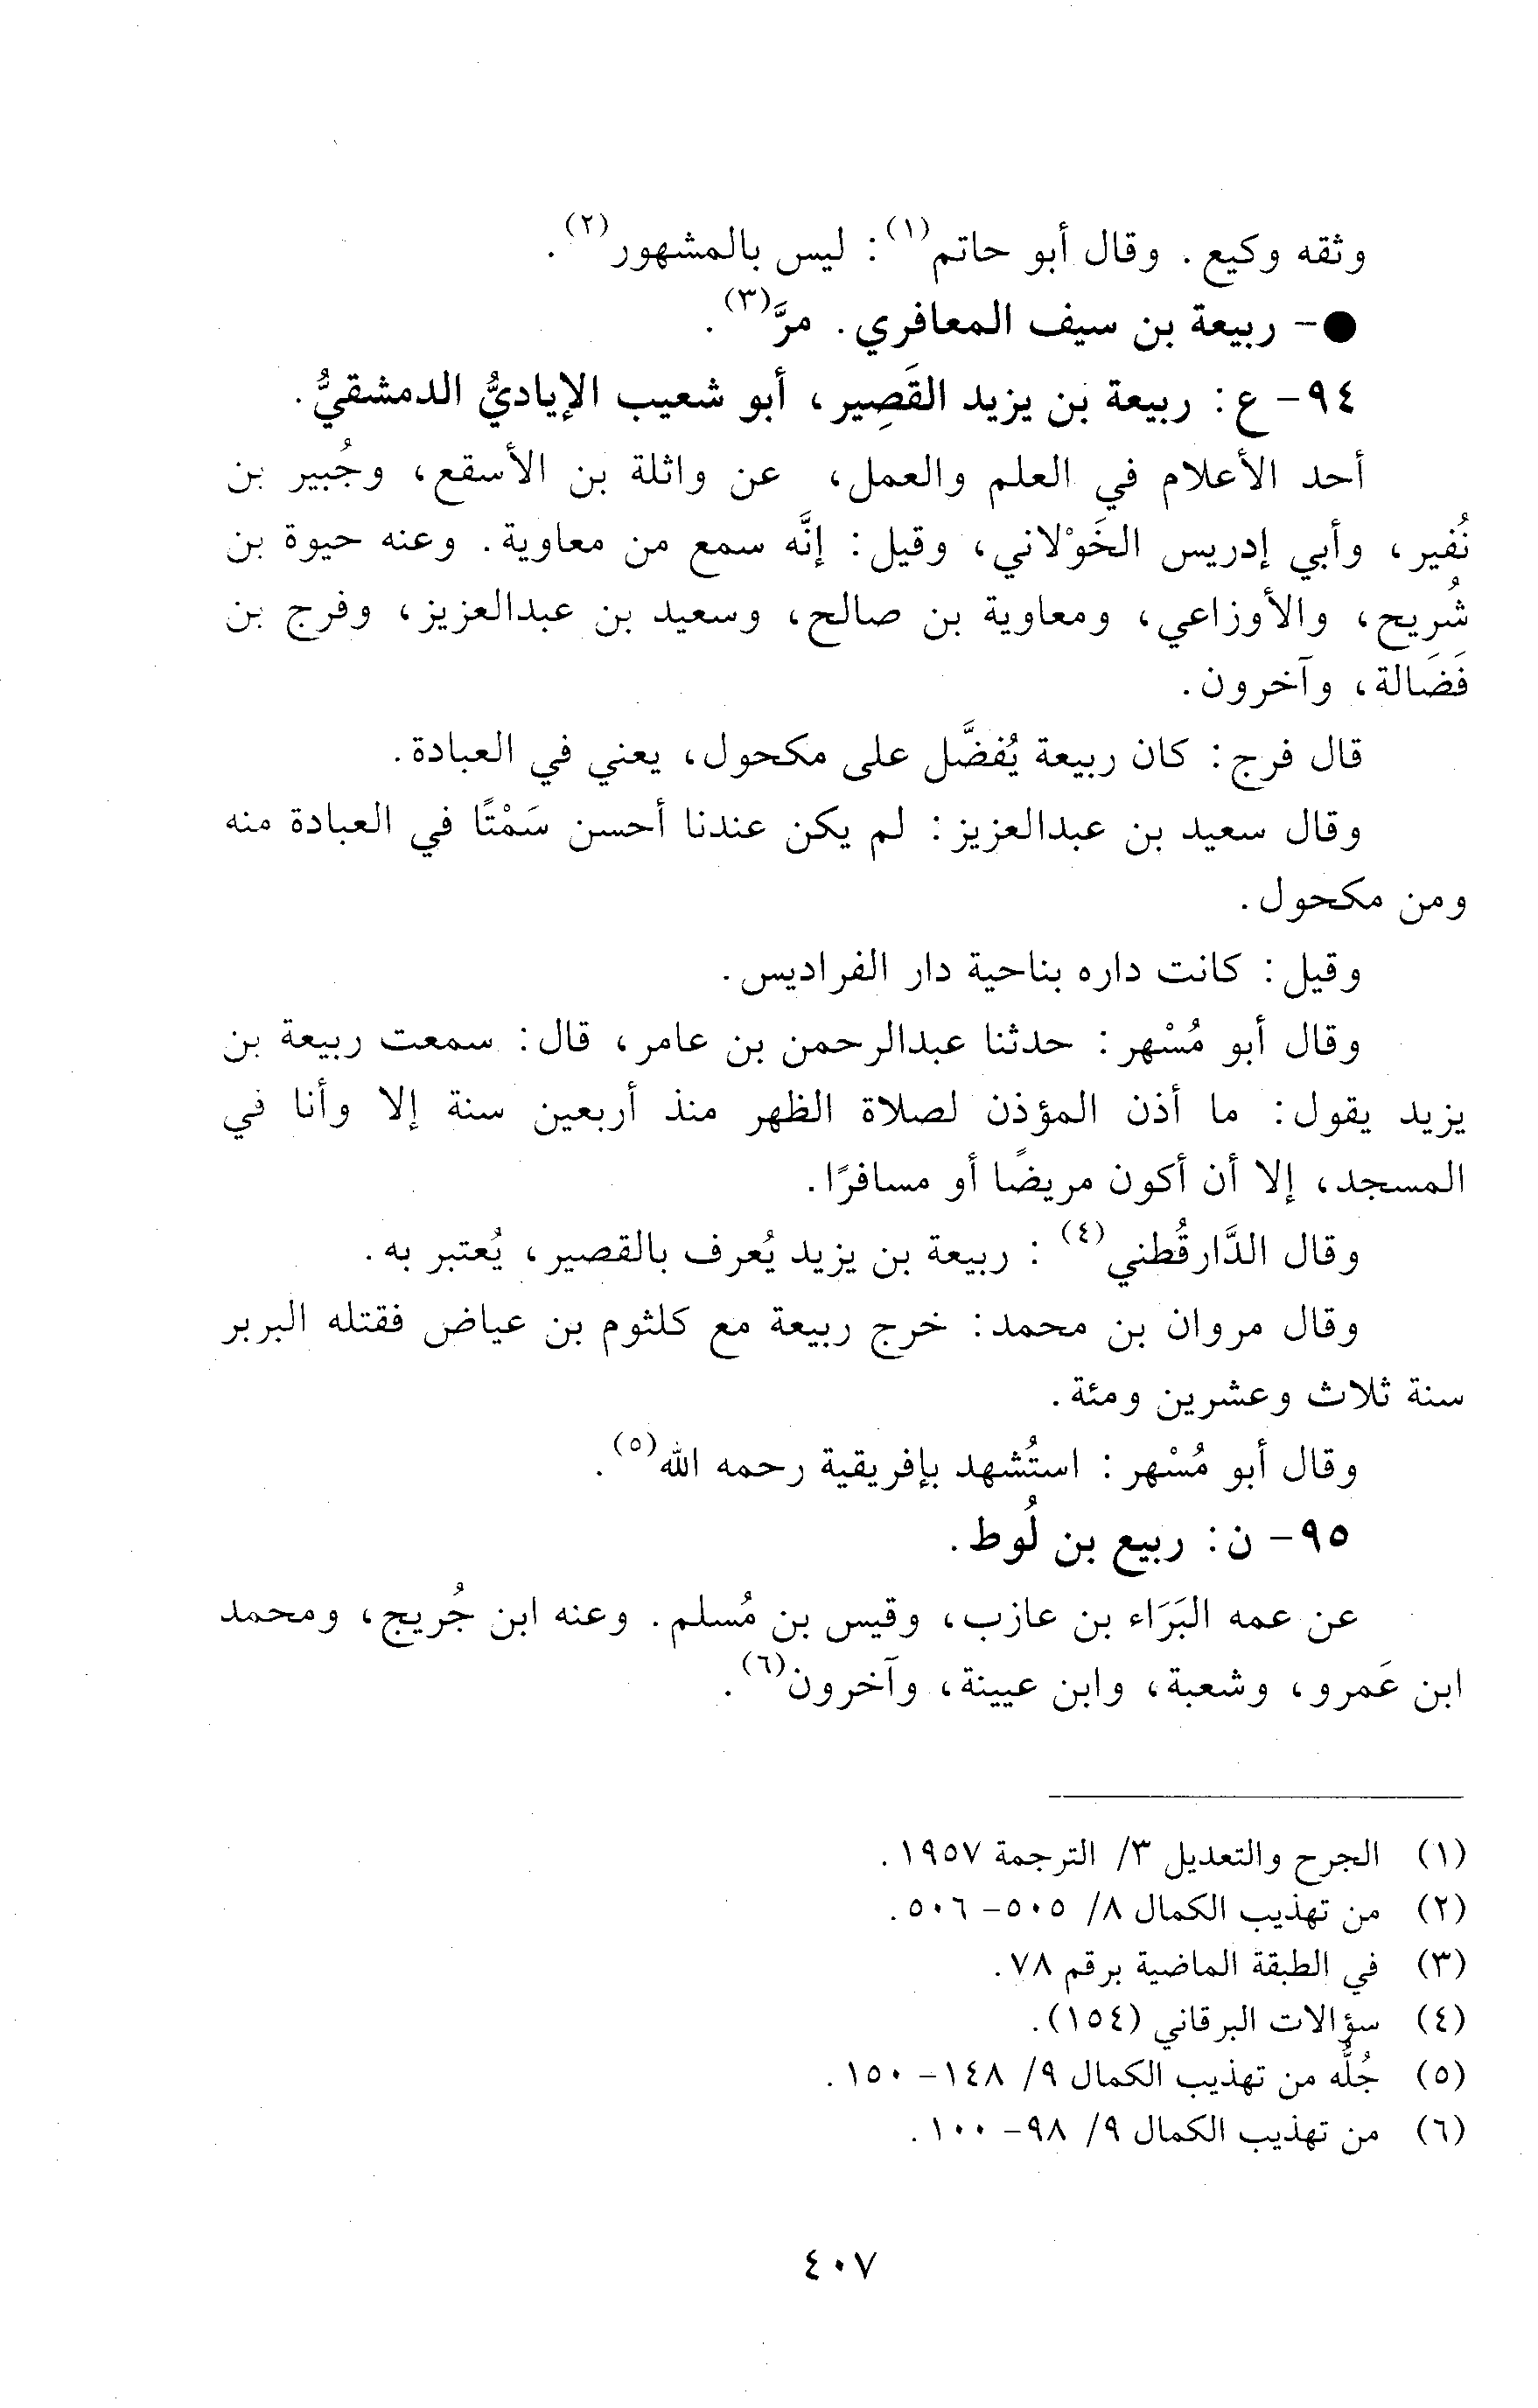 وثقه وكيع. وقال أبو حاتم(١): ليس بالمشهور(٢).
●- ربيعة بن سيف المعافري. مرَّ(٣).
٩٤- ع: ربيعة بن يزيد القَصِير، أبو شعيب الإياديُّ الدمشقيُّ.
أحد الأعلام في العلم والعمل، عن واثلة بن الأسقع، وجُبير بن
نُفير، وأبي إدريس الخَوْلاني، وقيل: إنَّه سمع من معاوية. وعنه حيوة بن
شُريح، والأوزاعي، ومعاوية بن صالح، وسعيد بن عبدالعزيز، وفرج بن
فَضَالة، وآخرون.
قال فرج: كان ربيعة يُفضَّل على مكحول، يعني في العبادة.
وقال سعيد بن عبدالعزيز: لم يكن عندنا أحسن سَمْتًا في العبادة منه
ومن مكحول.
وقيل: كانت داره بناحية دار الفراديس.
وقال أبو مُسْهر: حدثنا عبدالرحمن بن عامر، قال: سمعت ربيعة بن
يزيد يقول: ما أذن المؤذن لصلاة الظهر منذ أربعين سنة إلا وأنا في
المسجد، إلا أن أكون مريضًا أو مسافرًا.
وقال الدَّارقُطني(٤): ربيعة بن يزيد يُعرف بالقصير، يُعتبر به.
وقال مروان بن محمد: خرج ربيعة مع كلثوم بن عياض فقتله البربر
سنة ثلاث وعشرين ومئة.
وقال أبو مُسْهر: استُشهد بإفريقية رحمه الله(٥).
٩٥- ن: ربيع بن لُوط.
عن عمه البَرَاء بن عازب، وقيس بن مُسلم. وعنه ابن جُريج، ومحمد
ابن عَمرو، وشعبة، وابن عيينة، وآخرون(٦).
(١) الجرح والتعديل ٣/ الترجمة ١٩٥٧.
(٢) من تهذيب الكمال ٨/ ٥٠٥- ٥٠٦.
(٣) في الطبقة الماضية برقم ٧٨.
(٤) سؤالات البرقاني (١٥٤).
(٥) جُلُّه من تهذيب الكمال ٩/ ١٤٨- ١٥٠.
(٦) من تهذيب الكمال ٩/ ٩٨- ١٠٠.
٤٠٧